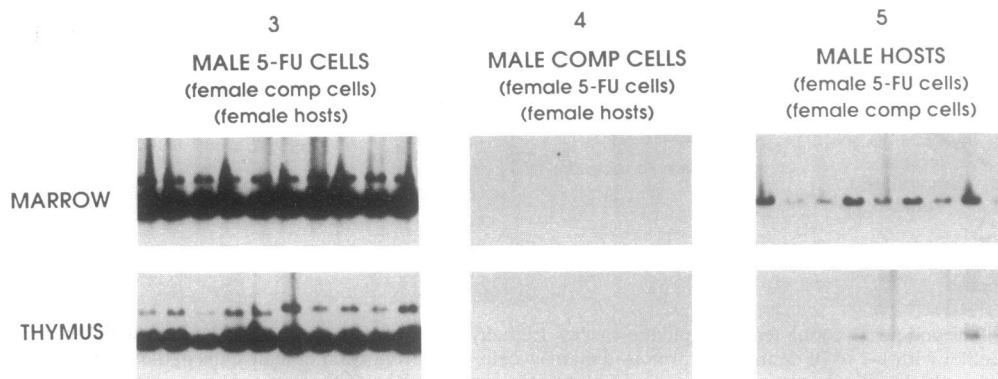 3
MALE 5-FU CELLS
(female comp cells)
(female hosts)
4
MALE COMP CELLS
(female 5-FU cells)
(female hosts)
5
MALE HOSTS
(female 5-FU cells)
(female comp cells)
MARROW
THYMUS